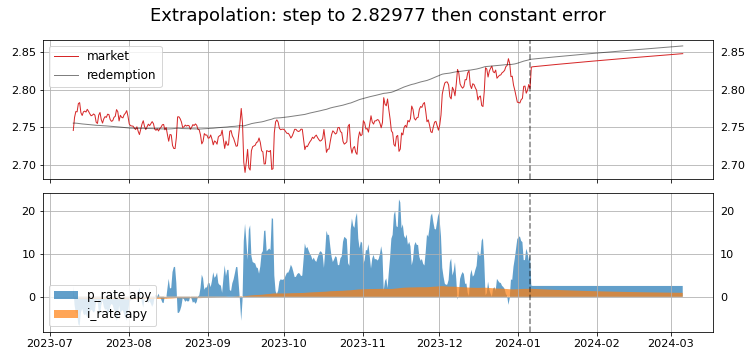 Extrapolation: step to 2.82977 then constant error
market
redemption
2.85 2.85
2.80 2.80
2.75 2.75
2.70 2.70
20 20
10 10
0 0
p_rate apy
i_rate apy
2023-07 2023-08 2023-09 2023-10 2023-11 2023-12 2024-01 2024-02 2024-03